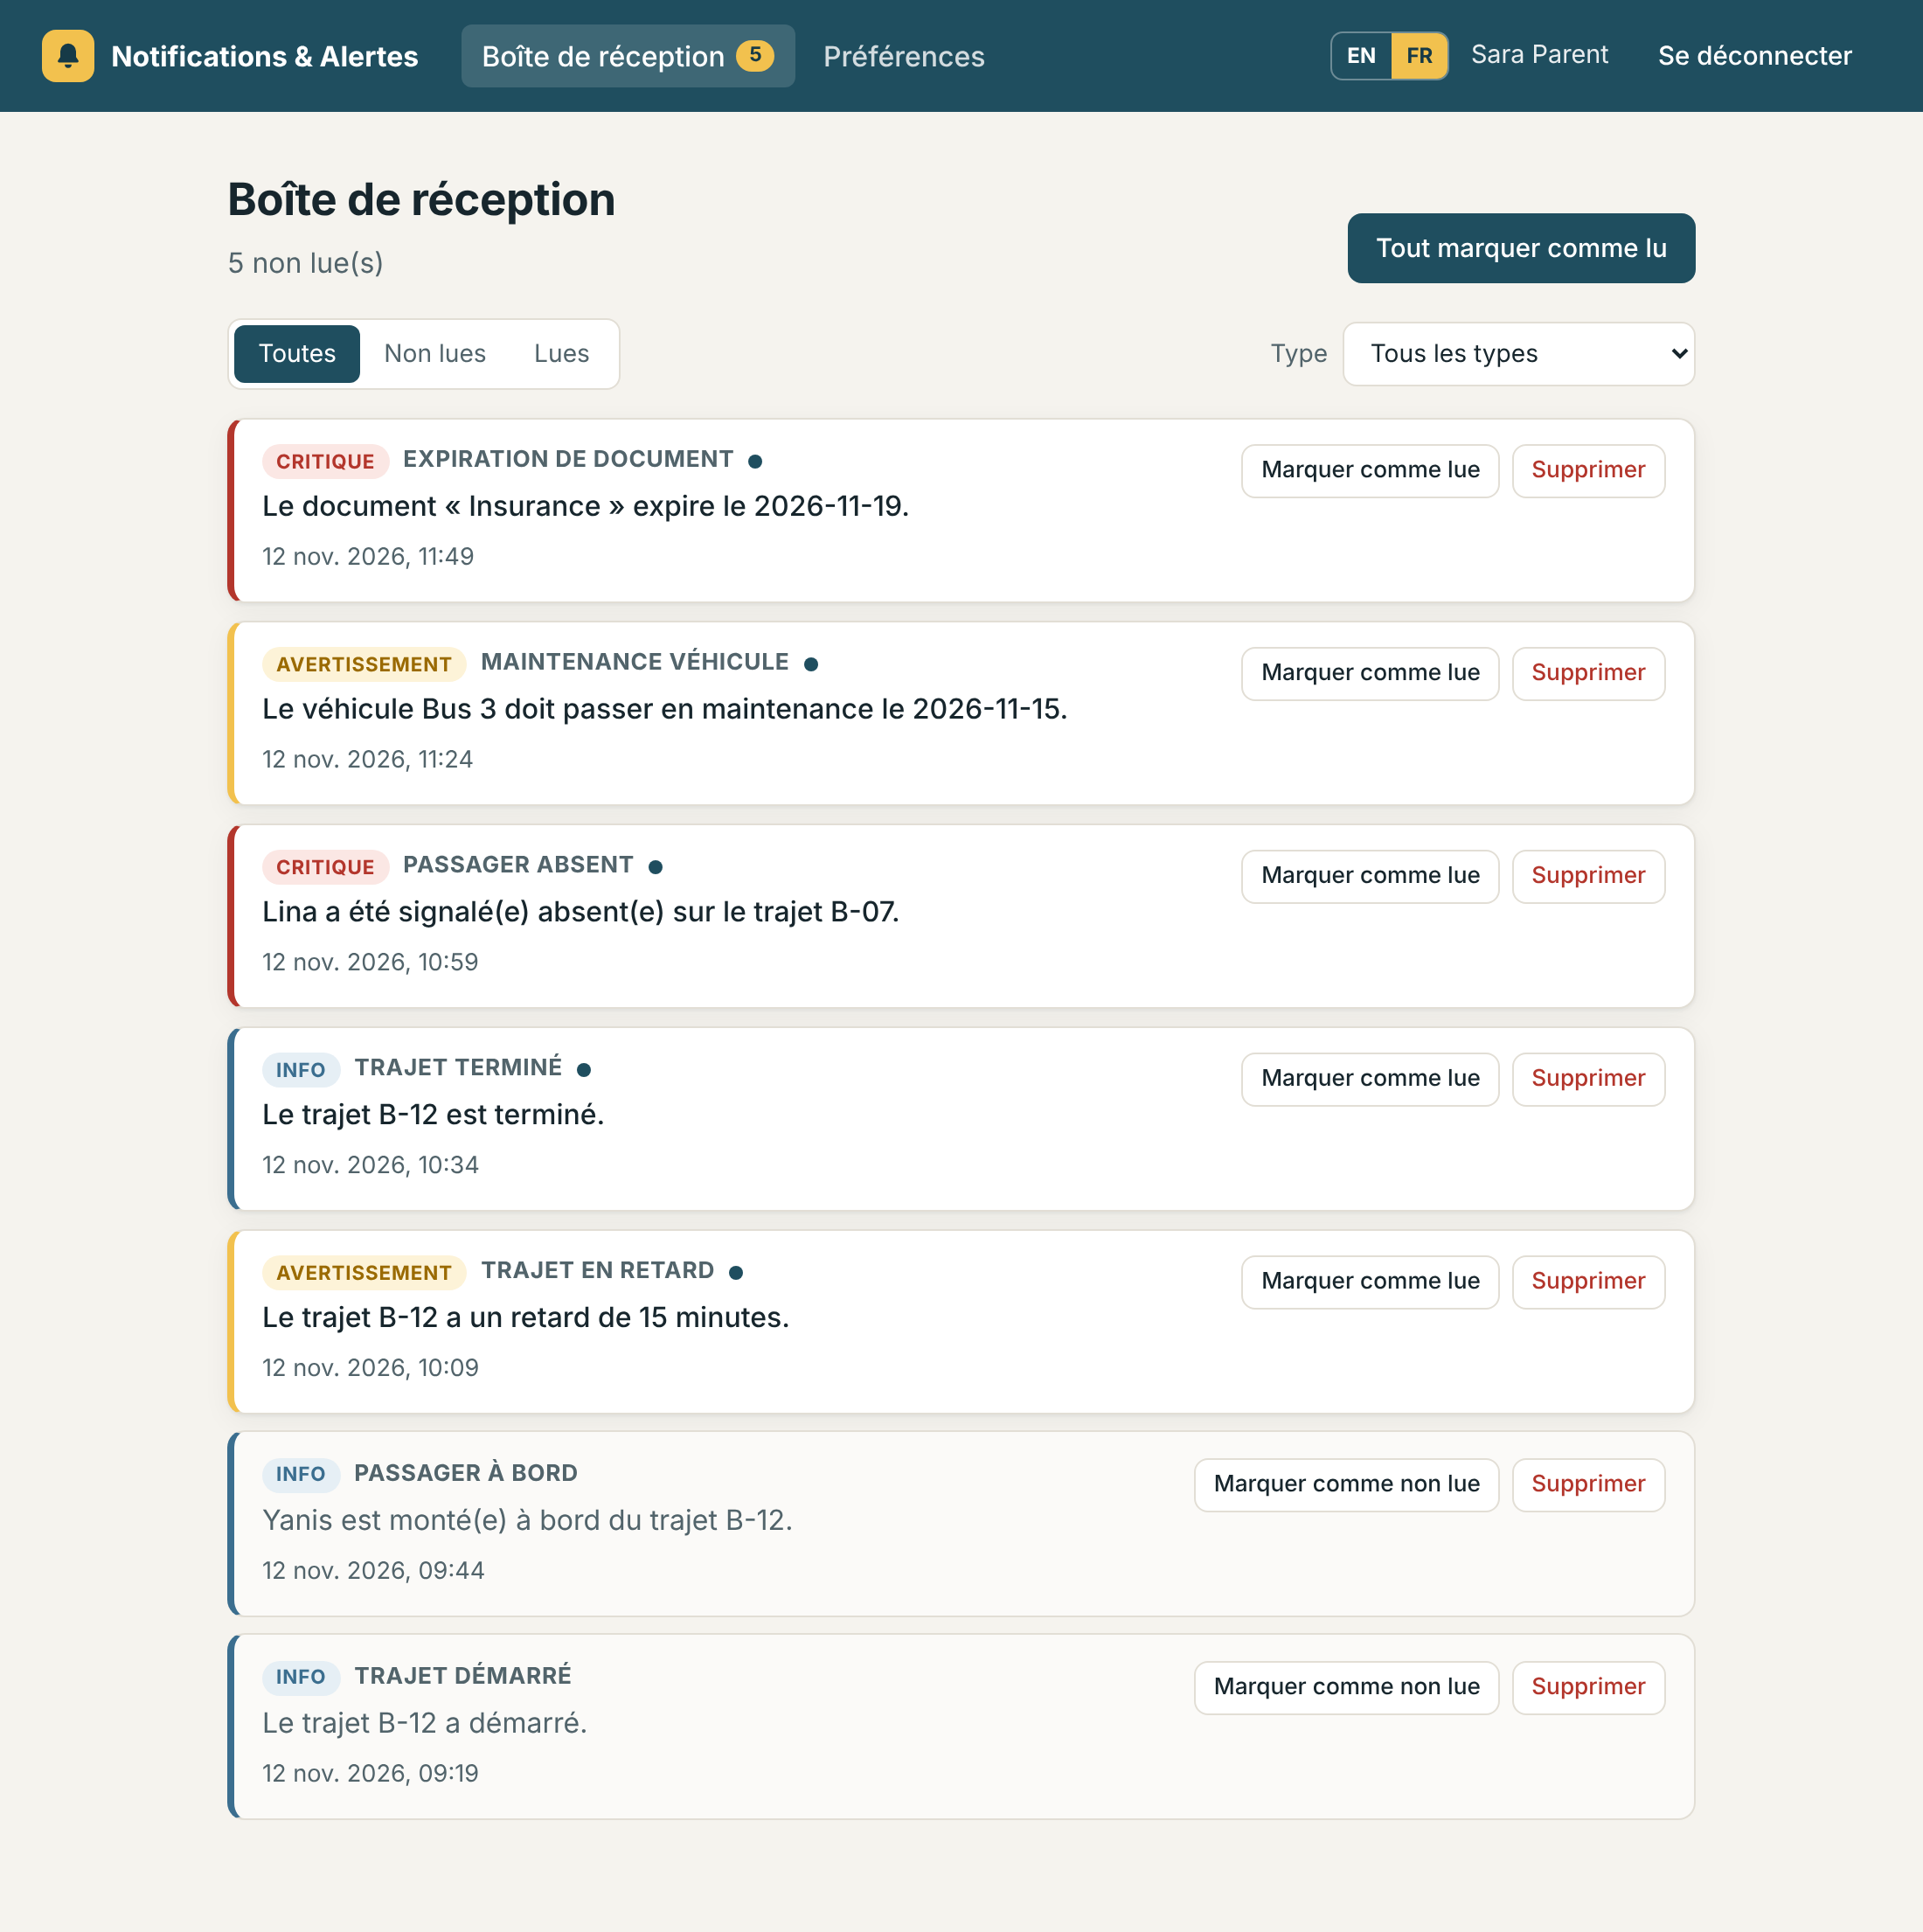 Notifications & Alertes
Boîte de réception 5
Préférences
EN FR
Sara Parent
Se déconnecter
Boîte de réception
5 non lue(s)
Tout marquer comme lu
Toutes Non lues Lues
Type Tous les types
CRITIQUE EXPIRATION DE DOCUMENT
Marquer comme lue Supprimer
Le document « Insurance » expire le 2026-11-19.
12 nov. 2026, 11:49
AVERTISSEMENT MAINTENANCE VÉHICULE
Marquer comme lue Supprimer
Le véhicule Bus 3 doit passer en maintenance le 2026-11-15.
12 nov. 2026, 11:24
CRITIQUE PASSAGER ABSENT
Marquer comme lue Supprimer
Lina a été signalé(e) absent(e) sur le trajet B-07.
12 nov. 2026, 10:59
INFO TRAJET TERMINÉ
Marquer comme lue Supprimer
Le trajet B-12 est terminé.
12 nov. 2026, 10:34
AVERTISSEMENT TRAJET EN RETARD
Marquer comme lue Supprimer
Le trajet B-12 a un retard de 15 minutes.
12 nov. 2026, 10:09
INFO PASSAGER À BORD
Marquer comme non lue Supprimer
Yanis est monté(e) à bord du trajet B-12.
12 nov. 2026, 09:44
INFO TRAJET DÉMARRÉ
Marquer comme non lue Supprimer
Le trajet B-12 a démarré.
12 nov. 2026, 09:19